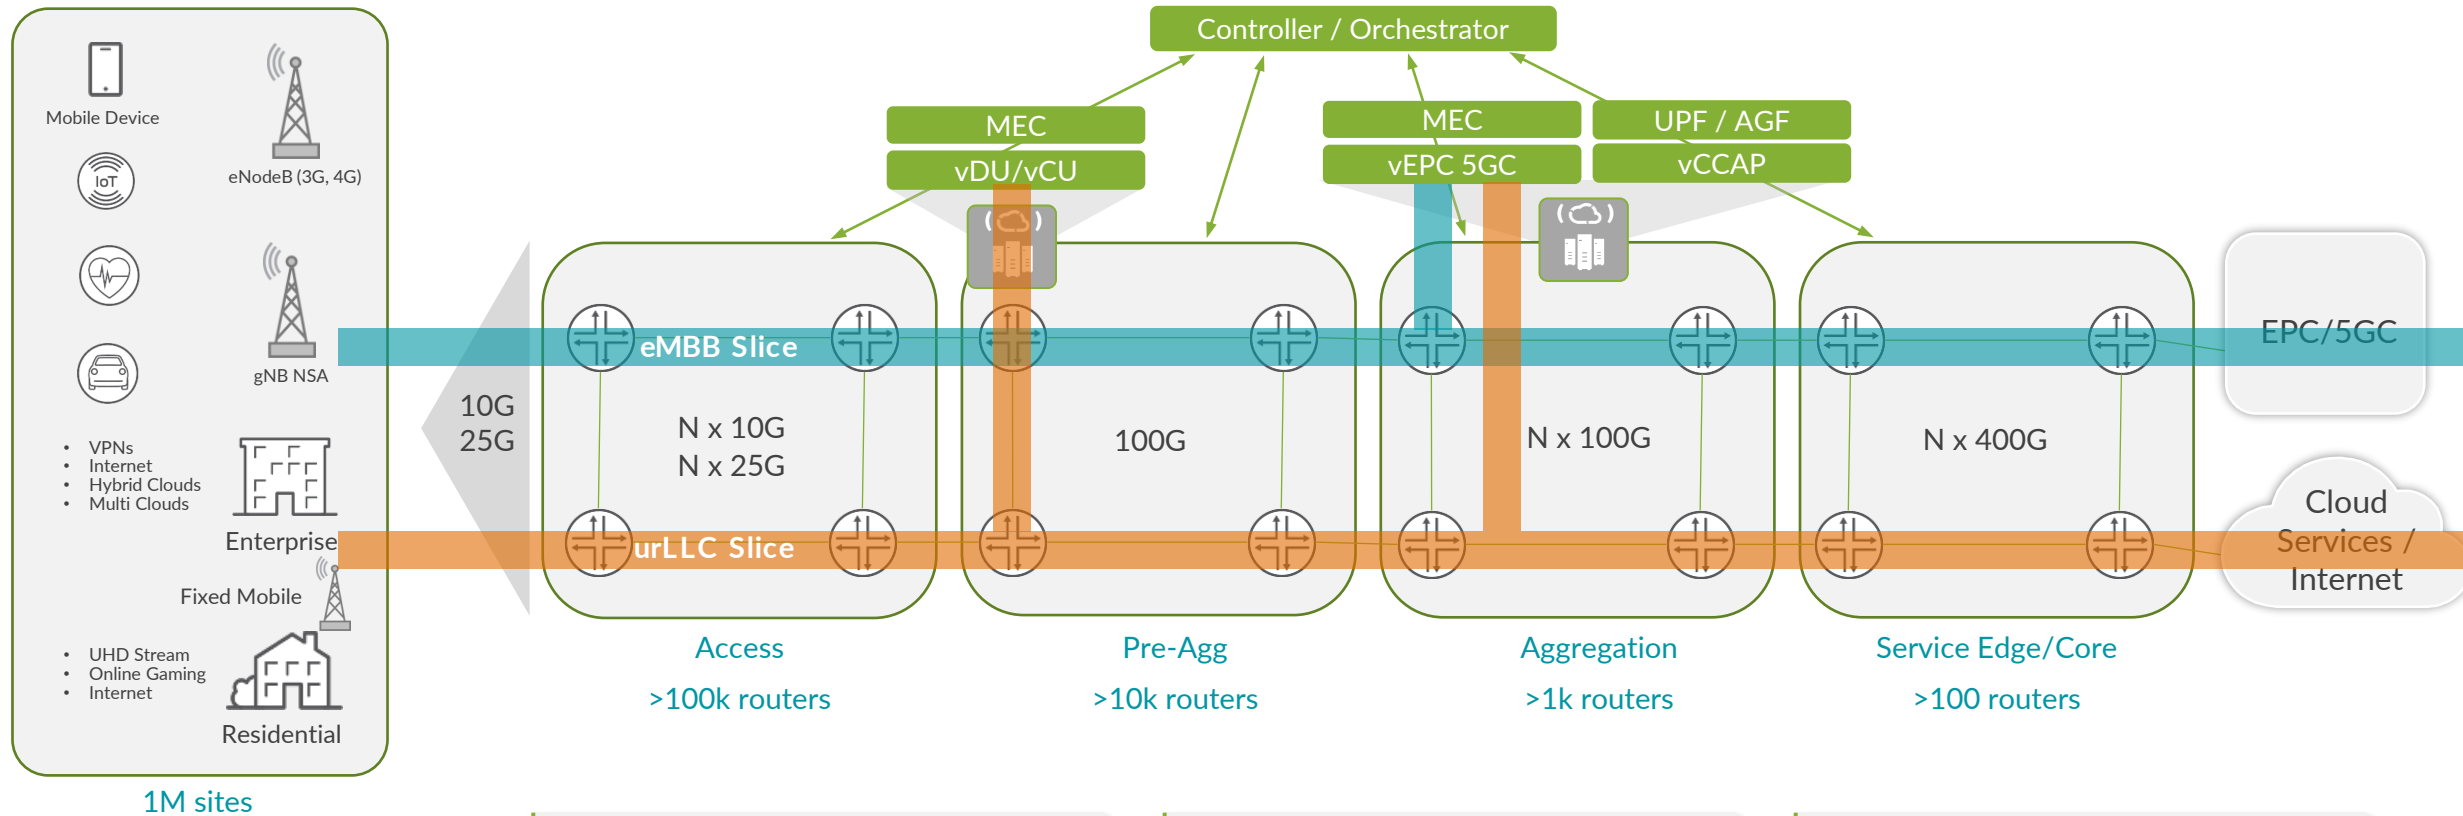 Controller / Orchestrator
MEC
vDU/vCU
MEC
vEPC 5GC
UPF / AGF
vCCAP
Mobile Device
eNodeB (3G, 4G)
IoT
gNB NSA
• VPNs
• Internet
• Hybrid Clouds
• Multi Clouds
Enterprise
Fixed Mobile
• UHD Stream
• Online Gaming
• Internet
Residential
1M sites
10G
25G
eMBB Slice
N x 10G
N x 25G
urLLC Slice
100G
N x 100G
N x 400G
EPC/5GC
Cloud
Services /
Internet
Access
>100k routers
Pre-Agg
>10k routers
Aggregation
>1k routers
Service Edge/Core
>100 routers